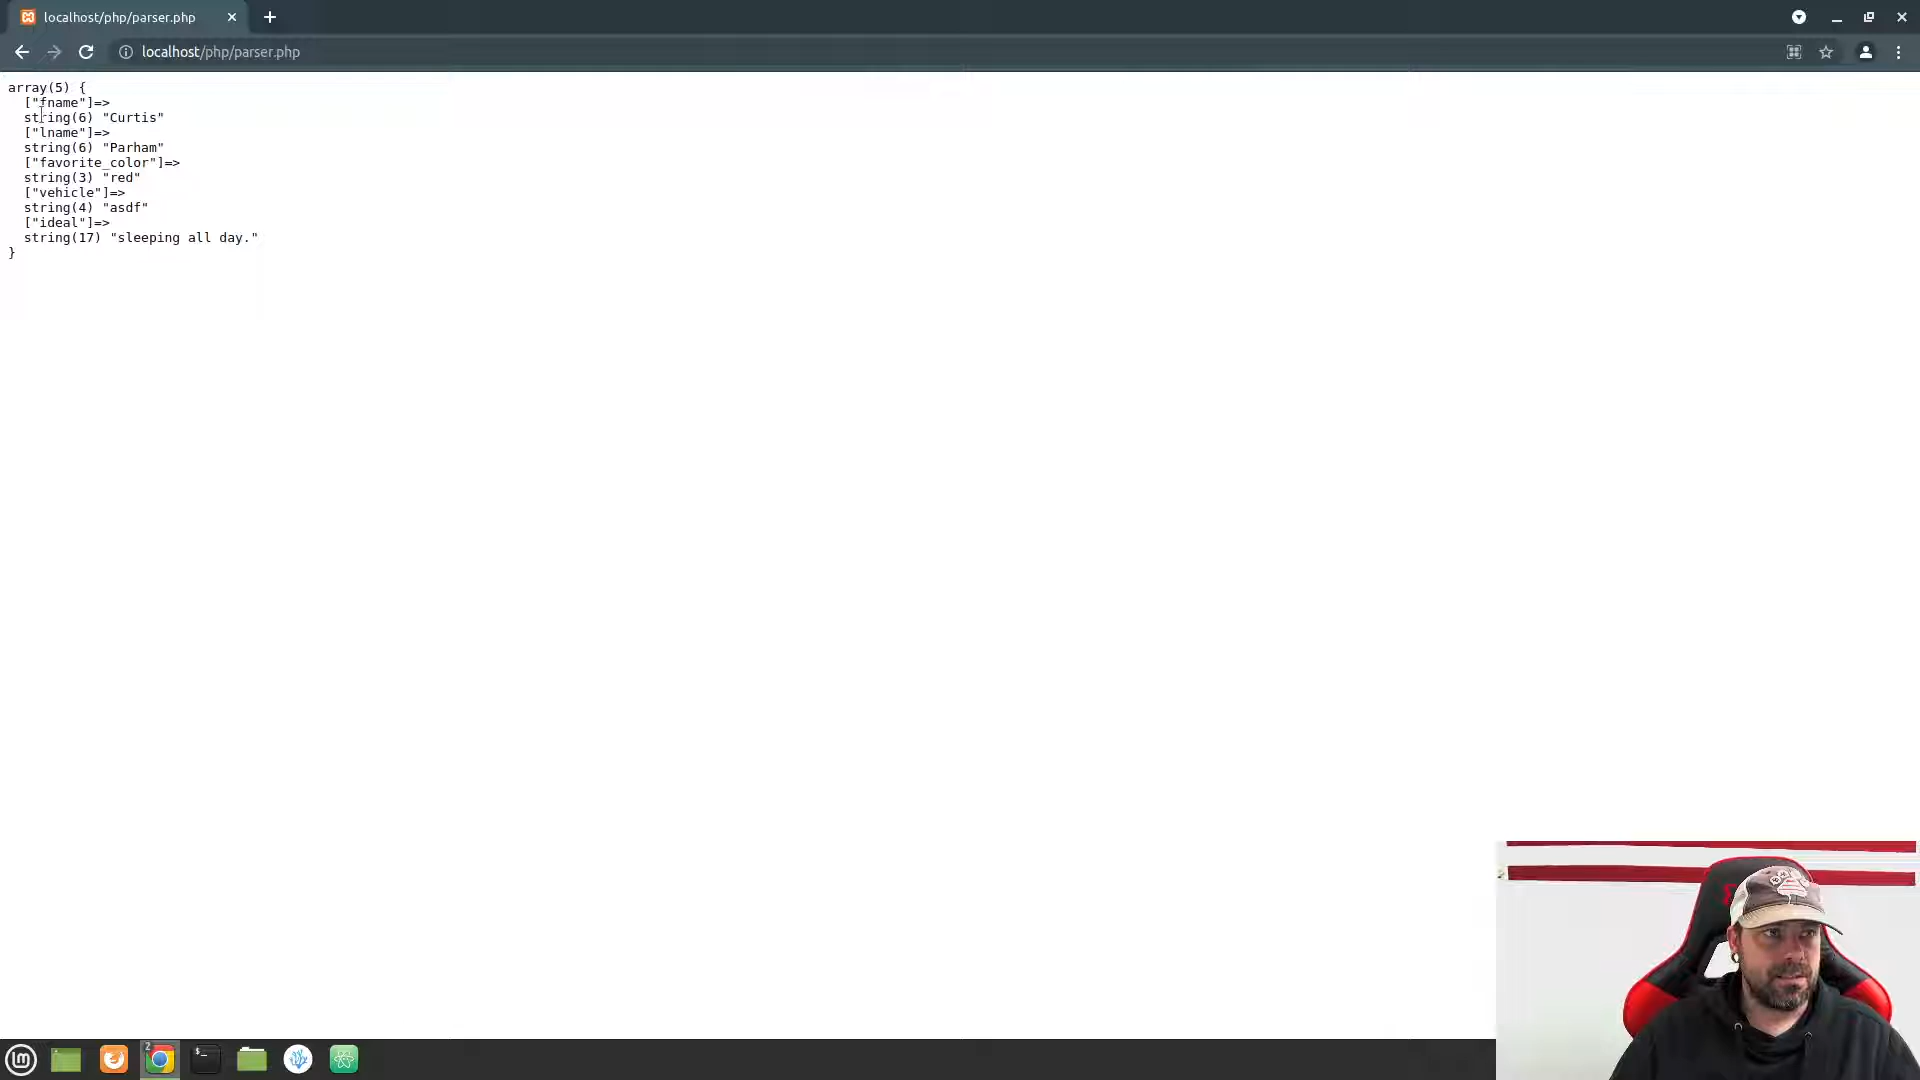 localhost/php/parser.php
localhost/php/parser.php
array(5) {
  ["fname"]=>
  string(6) "Curtis"
  ["lname"]=>
  string(6) "Parham"
  ["favorite_color"]=>
  string(3) "red"
  ["vehicle"]=>
  string(4) "asdf"
  ["ideal"]=>
  string(17) "sleeping all day."
}
2
$_